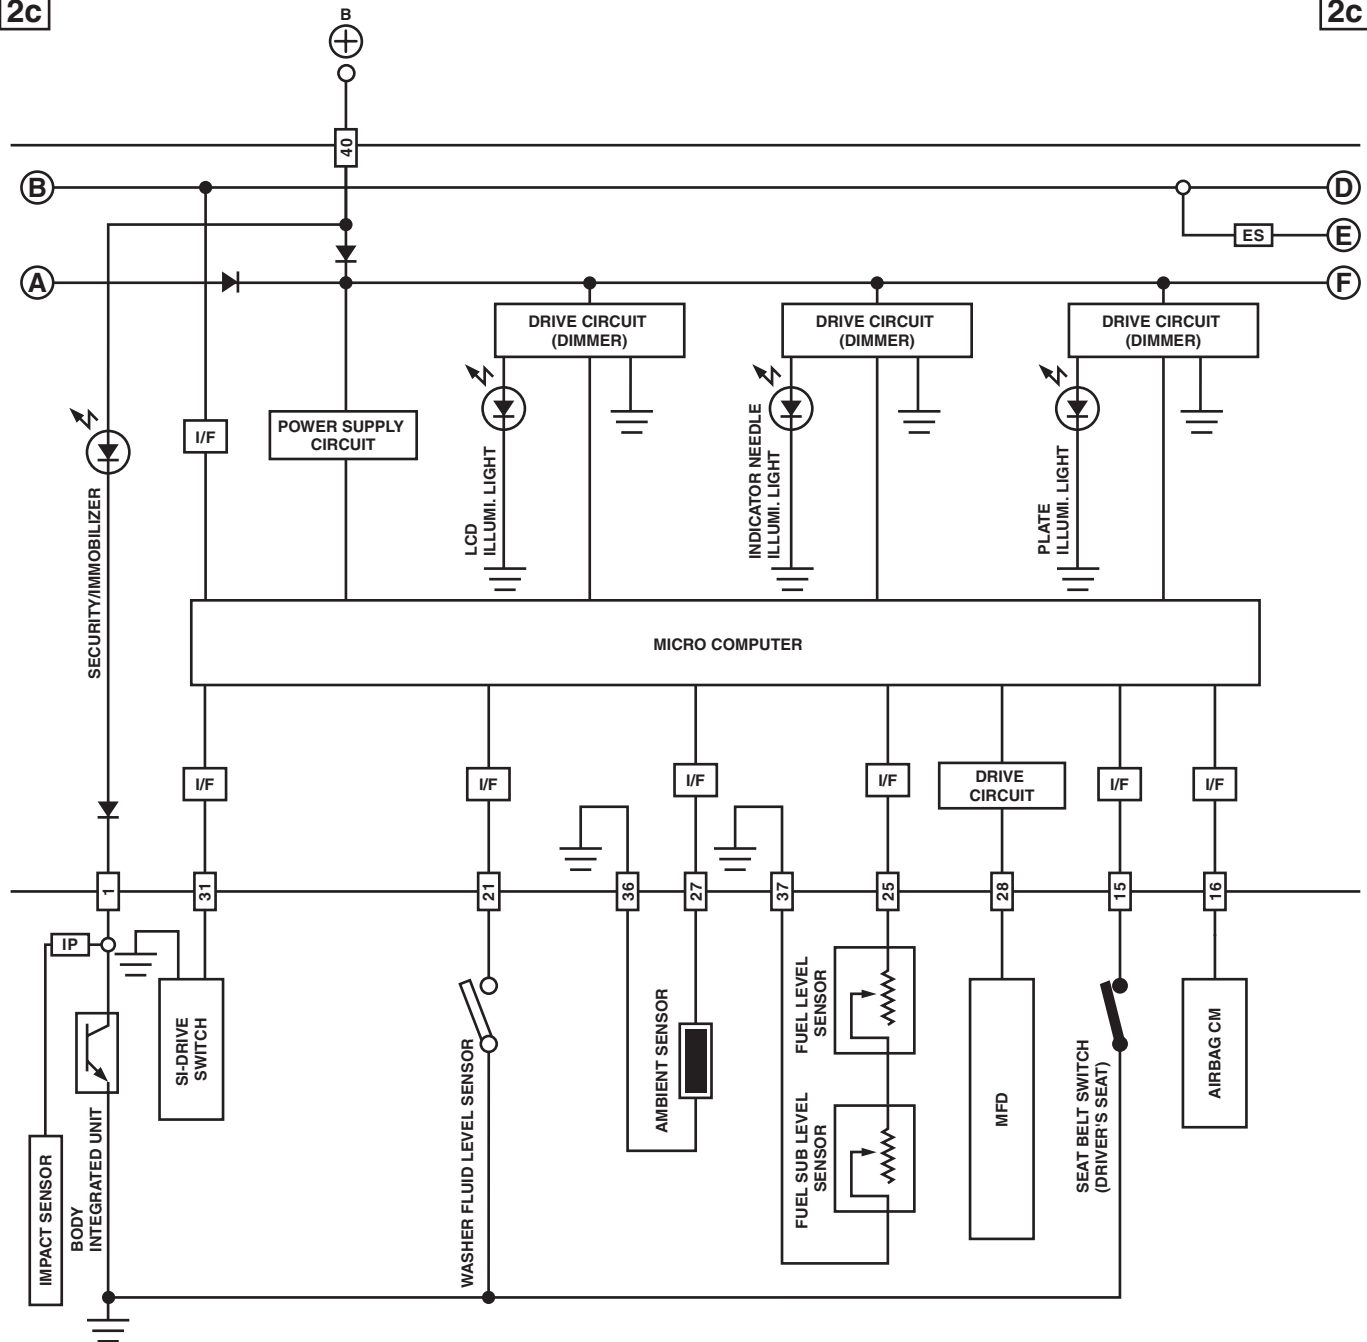 2c
2c
B
40
B
D
ES
E
A
F
DRIVE CIRCUIT
(DIMMER)
DRIVE CIRCUIT
(DIMMER)
DRIVE CIRCUIT
(DIMMER)
I/F
POWER SUPPLY
CIRCUIT
SECURITY/IMMOBILIZER
LCD
ILLUMI. LIGHT
INDICATOR NEEDLE
ILLUMI. LIGHT
PLATE
ILLUMI. LIGHT
MICRO COMPUTER
I/F
I/F
I/F
I/F
DRIVE
CIRCUIT
I/F
I/F
1
31
21
36
27
37
25
28
15
16
IP
SI-DRIVE
SWITCH
IMPACT SENSOR
BODY
INTEGRATED UNIT
WASHER FLUID LEVEL SENSOR
AMBIENT SENSOR
FUEL LEVEL
SENSOR
FUEL SUB LEVEL
SENSOR
MFD
SEAT BELT SWITCH
(DRIVER'S SEAT)
AIRBAG CM